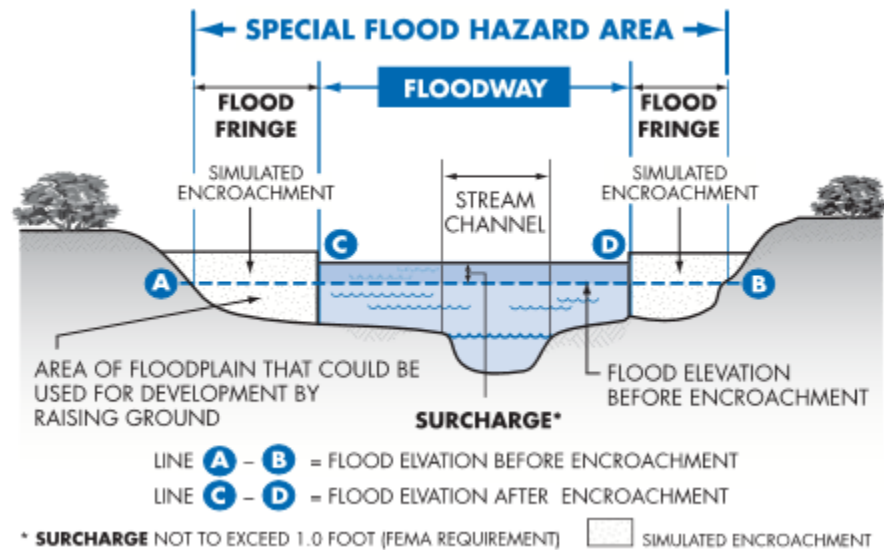 SPECIAL FLOOD HAZARD AREA
FLOOD
FRINGE
FLOODWAY
FLOOD
FRINGE
SIMULATED
ENCROACHMENT
STREAM
CHANNEL
SIMULATED
ENCROACHMENT
C
D
A
B
AREA OF FLOODPLAIN THAT COULD BE
USED FOR DEVELOPMENT BY
RAISING GROUND
SURCHARGE*
FLOOD ELEVATION
BEFORE ENCROACHMENT
LINE A – B = FLOOD ELVATION BEFORE ENCROACHMENT
LINE C – D = FLOOD ELVATION AFTER ENCROACHMENT
* SURCHARGE NOT TO EXCEED 1.0 FOOT (FEMA REQUIREMENT) SIMULATED ENCROACHMENT